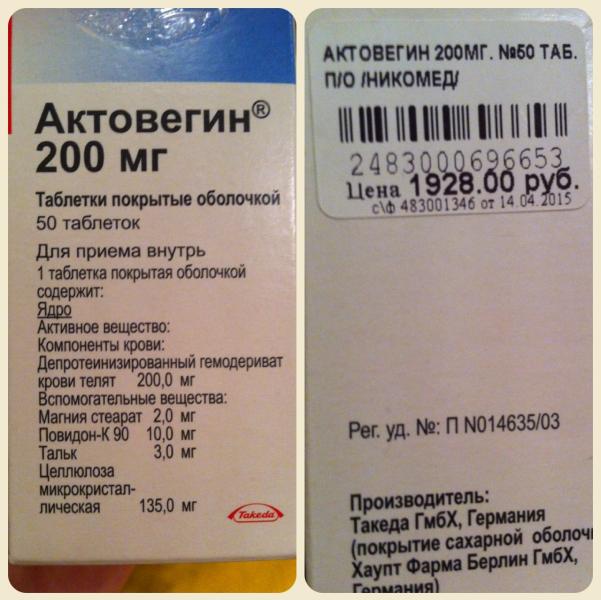 Актовегин®
200 мг
Таблетки покрытые оболочкой
50 таблеток
Для приема внутрь
1 таблетка покрытая оболочкой
содержит:
Ядро
Активное вещество:
Компоненты крови:
Депротеинизированный гемодериват
крови телят 200,0 мг
Вспомогательные вещества:
Магния стеарат 2,0 мг
Повидон-К 90 10,0 мг
Тальк 3,0 мг
Целлюлоза
микрокристал-
лическая 135,0 мг
Takeda
АКТОВЕГИН 200МГ. №50 ТАБ.
П/О /НИКОМЕД/
2483000696653
Цена 1928.00 руб.
с\ф 483001346 от 14.04.2015
Рег. уд. №: П N014635/03
Производитель:
Такеда ГмбХ, Германия
(покрытие сахарной оболоч
Хаупт Фарма Берлин ГмбХ,
Германия)